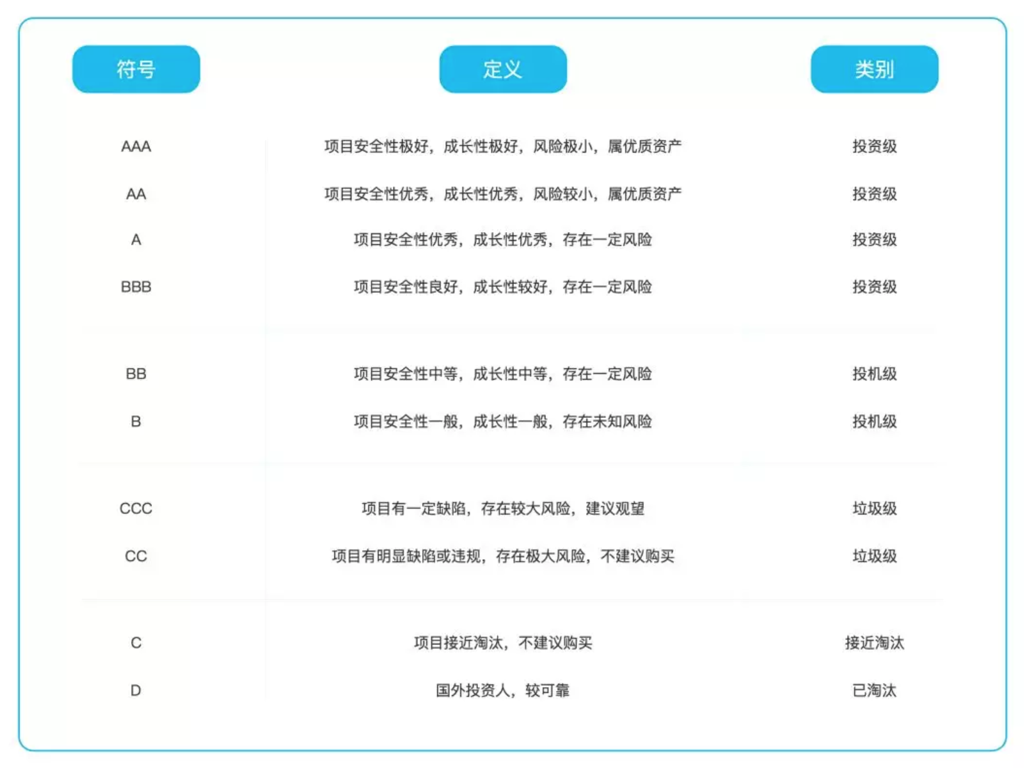 符号 定义 类别
AAA 项目安全性极好，成长性极好，风险极小，属优质资产 投资级
AA 项目安全性优秀，成长性优秀，风险较小，属优质资产 投资级
A 项目安全性优秀，成长性优秀，存在一定风险 投资级
BBB 项目安全性良好，成长性较好，存在一定风险 投资级
BB 项目安全性中等，成长性中等，存在一定风险 投机级
B 项目安全性一般，成长性一般，存在未知风险 投机级
CCC 项目有一定缺陷，存在较大风险，建议观望 垃圾级
CC 项目有明显缺陷或违规，存在极大风险，不建议购买 垃圾级
C 项目接近淘汰，不建议购买 接近淘汰
D 国外投资人，较可靠 已淘汰